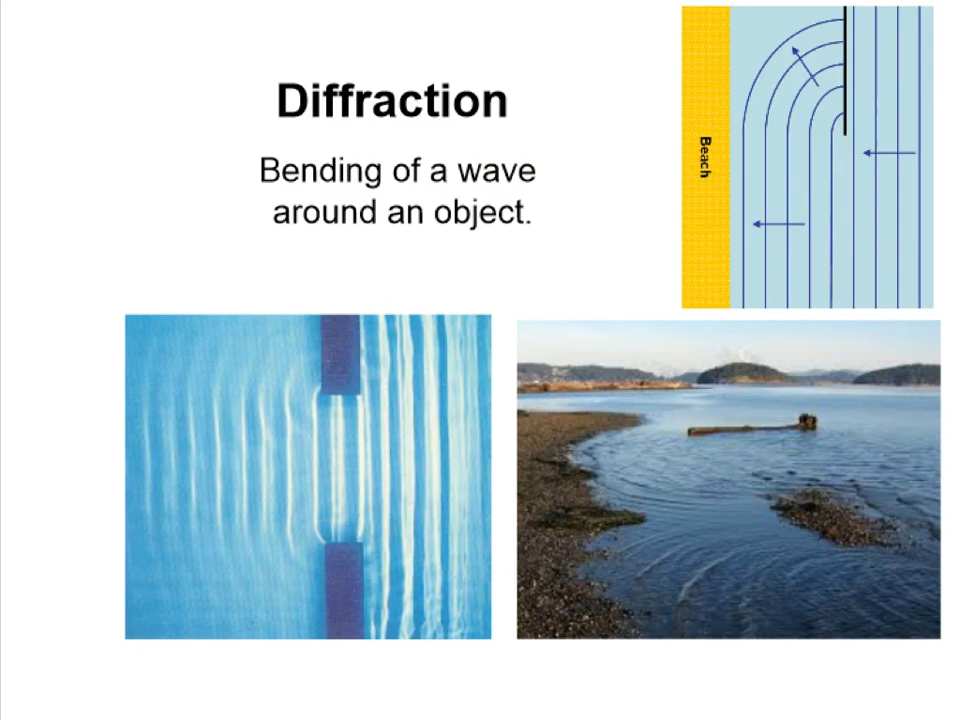 Diffraction
Bending of a wave
around an object.
Beach